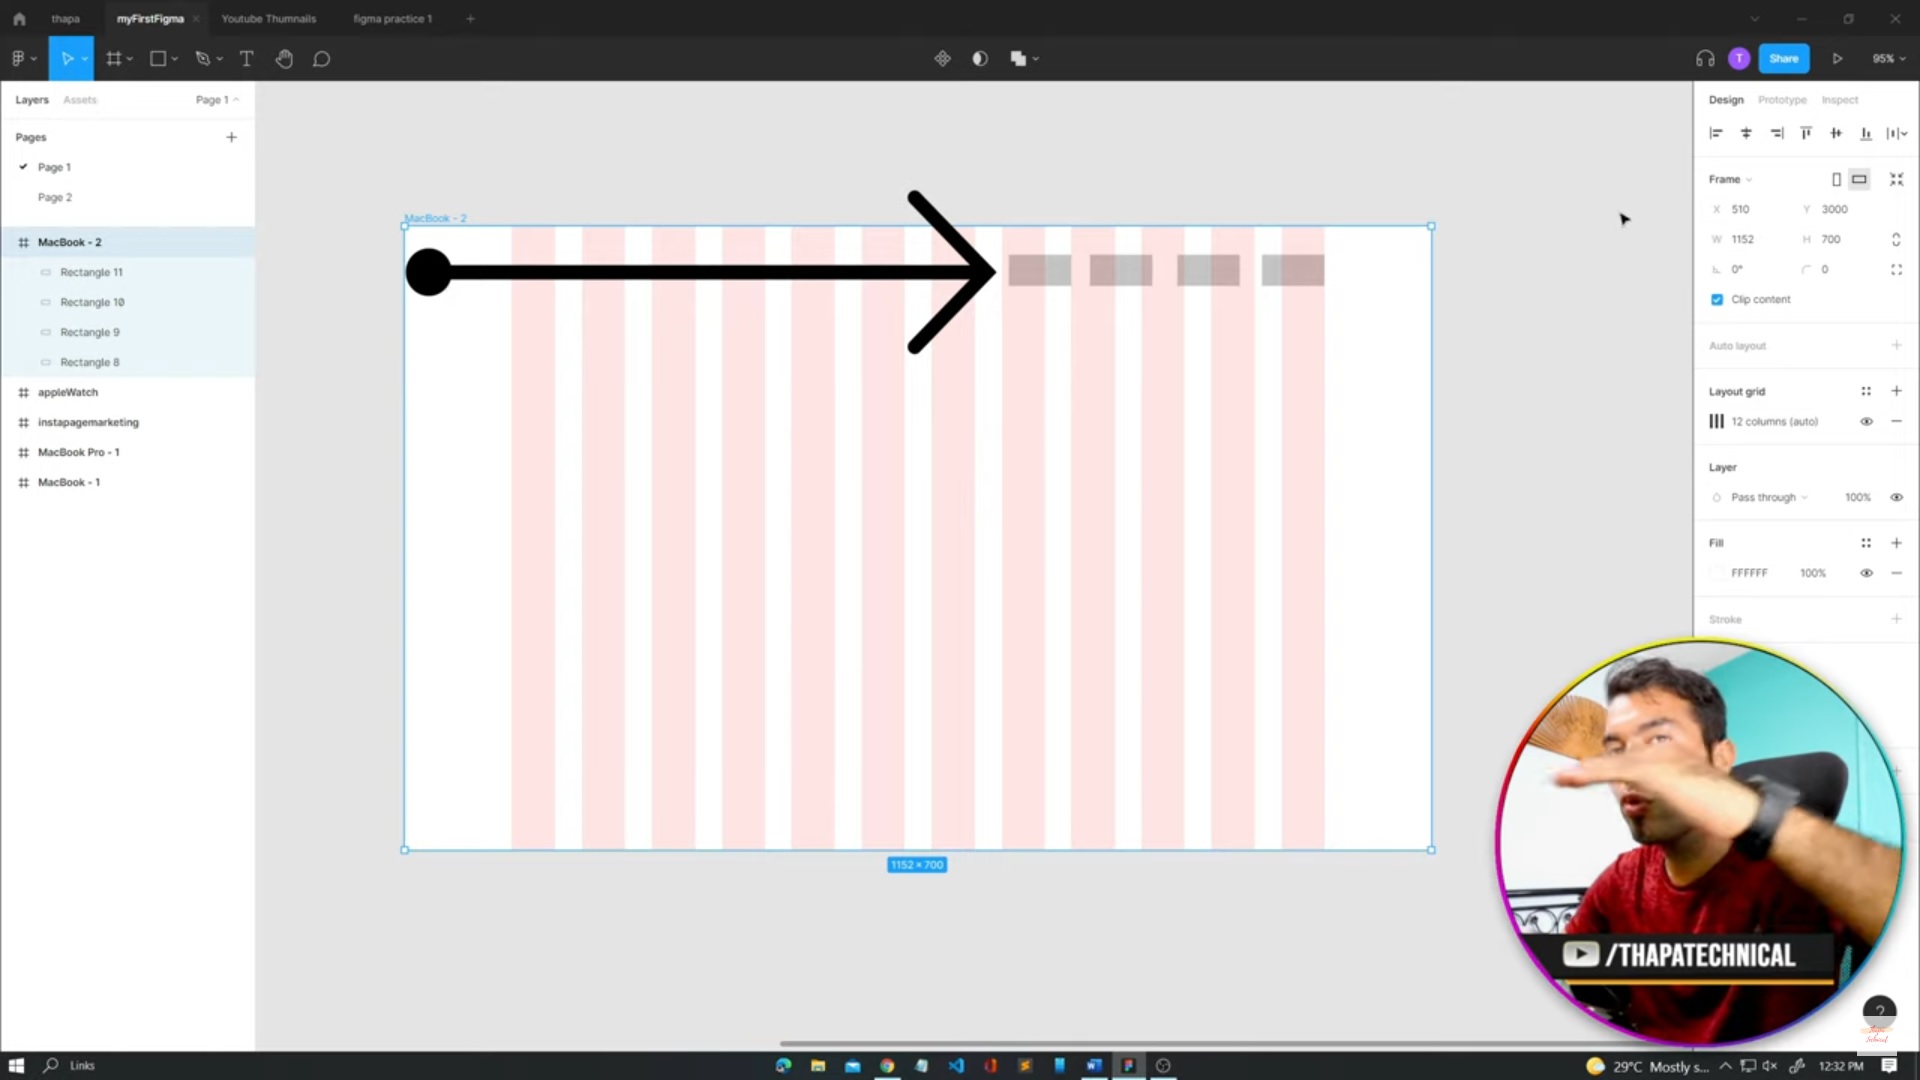 thapa
myFirstFigma
Youtube Thumnails
figma practice 1
T
Share
95%
Layers
Assets
Page 1
Design
Prototype
Inspect
Pages
Page 1
Page 2
Frame
X 510
Y 3000
MacBook - 2
MacBook - 2
W 1152
H 700
Rectangle 11
0°
0
Rectangle 10
Clip content
Rectangle 9
Auto layout
Rectangle 8
appleWatch
Layout grid
instapagemarketing
12 columns (auto)
MacBook Pro - 1
Layer
MacBook - 1
Pass through
100%
Fill
FFFFFF
100%
Stroke
1152 × 700
/THAPATECHNICAL
?
Links
29°C Mostly s...
12:32 PM